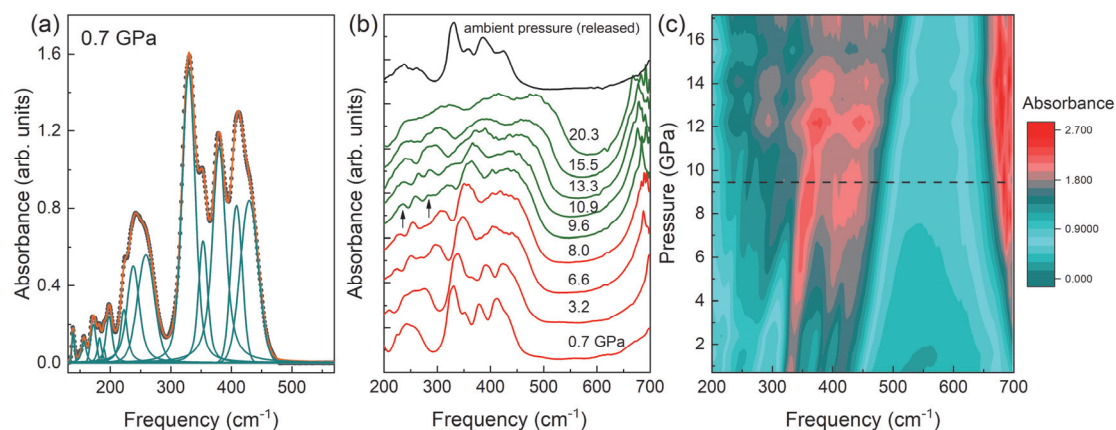 (a)
0.7 GPa
Absorbance (arb. units)
1.6
1.2
0.8
0.4
0.0
200 300 400 500
Frequency (cm⁻¹)
(b)
ambient pressure (released)
Absorbance (arb. units)
20.3
15.5
13.3
10.9
9.6
8.0
6.6
3.2
0.7 GPa
200 300 400 500 600 700
Frequency (cm⁻¹)
(c)
Pressure (GPa)
16
14
12
10
8
6
4
2
200 300 400 500 600 700
Frequency (cm⁻¹)
Absorbance
2.700
1.800
0.9000
0.000